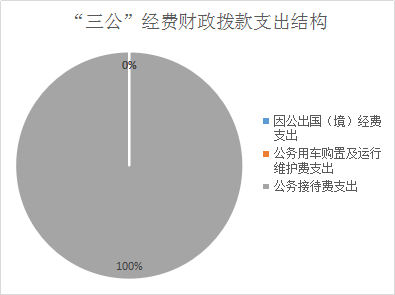 “三公”经费财政拨款支出结构
0%
因公出国（境）经费
支出
公务用车购置及运行
维护费支出
公务接待费支出
100%